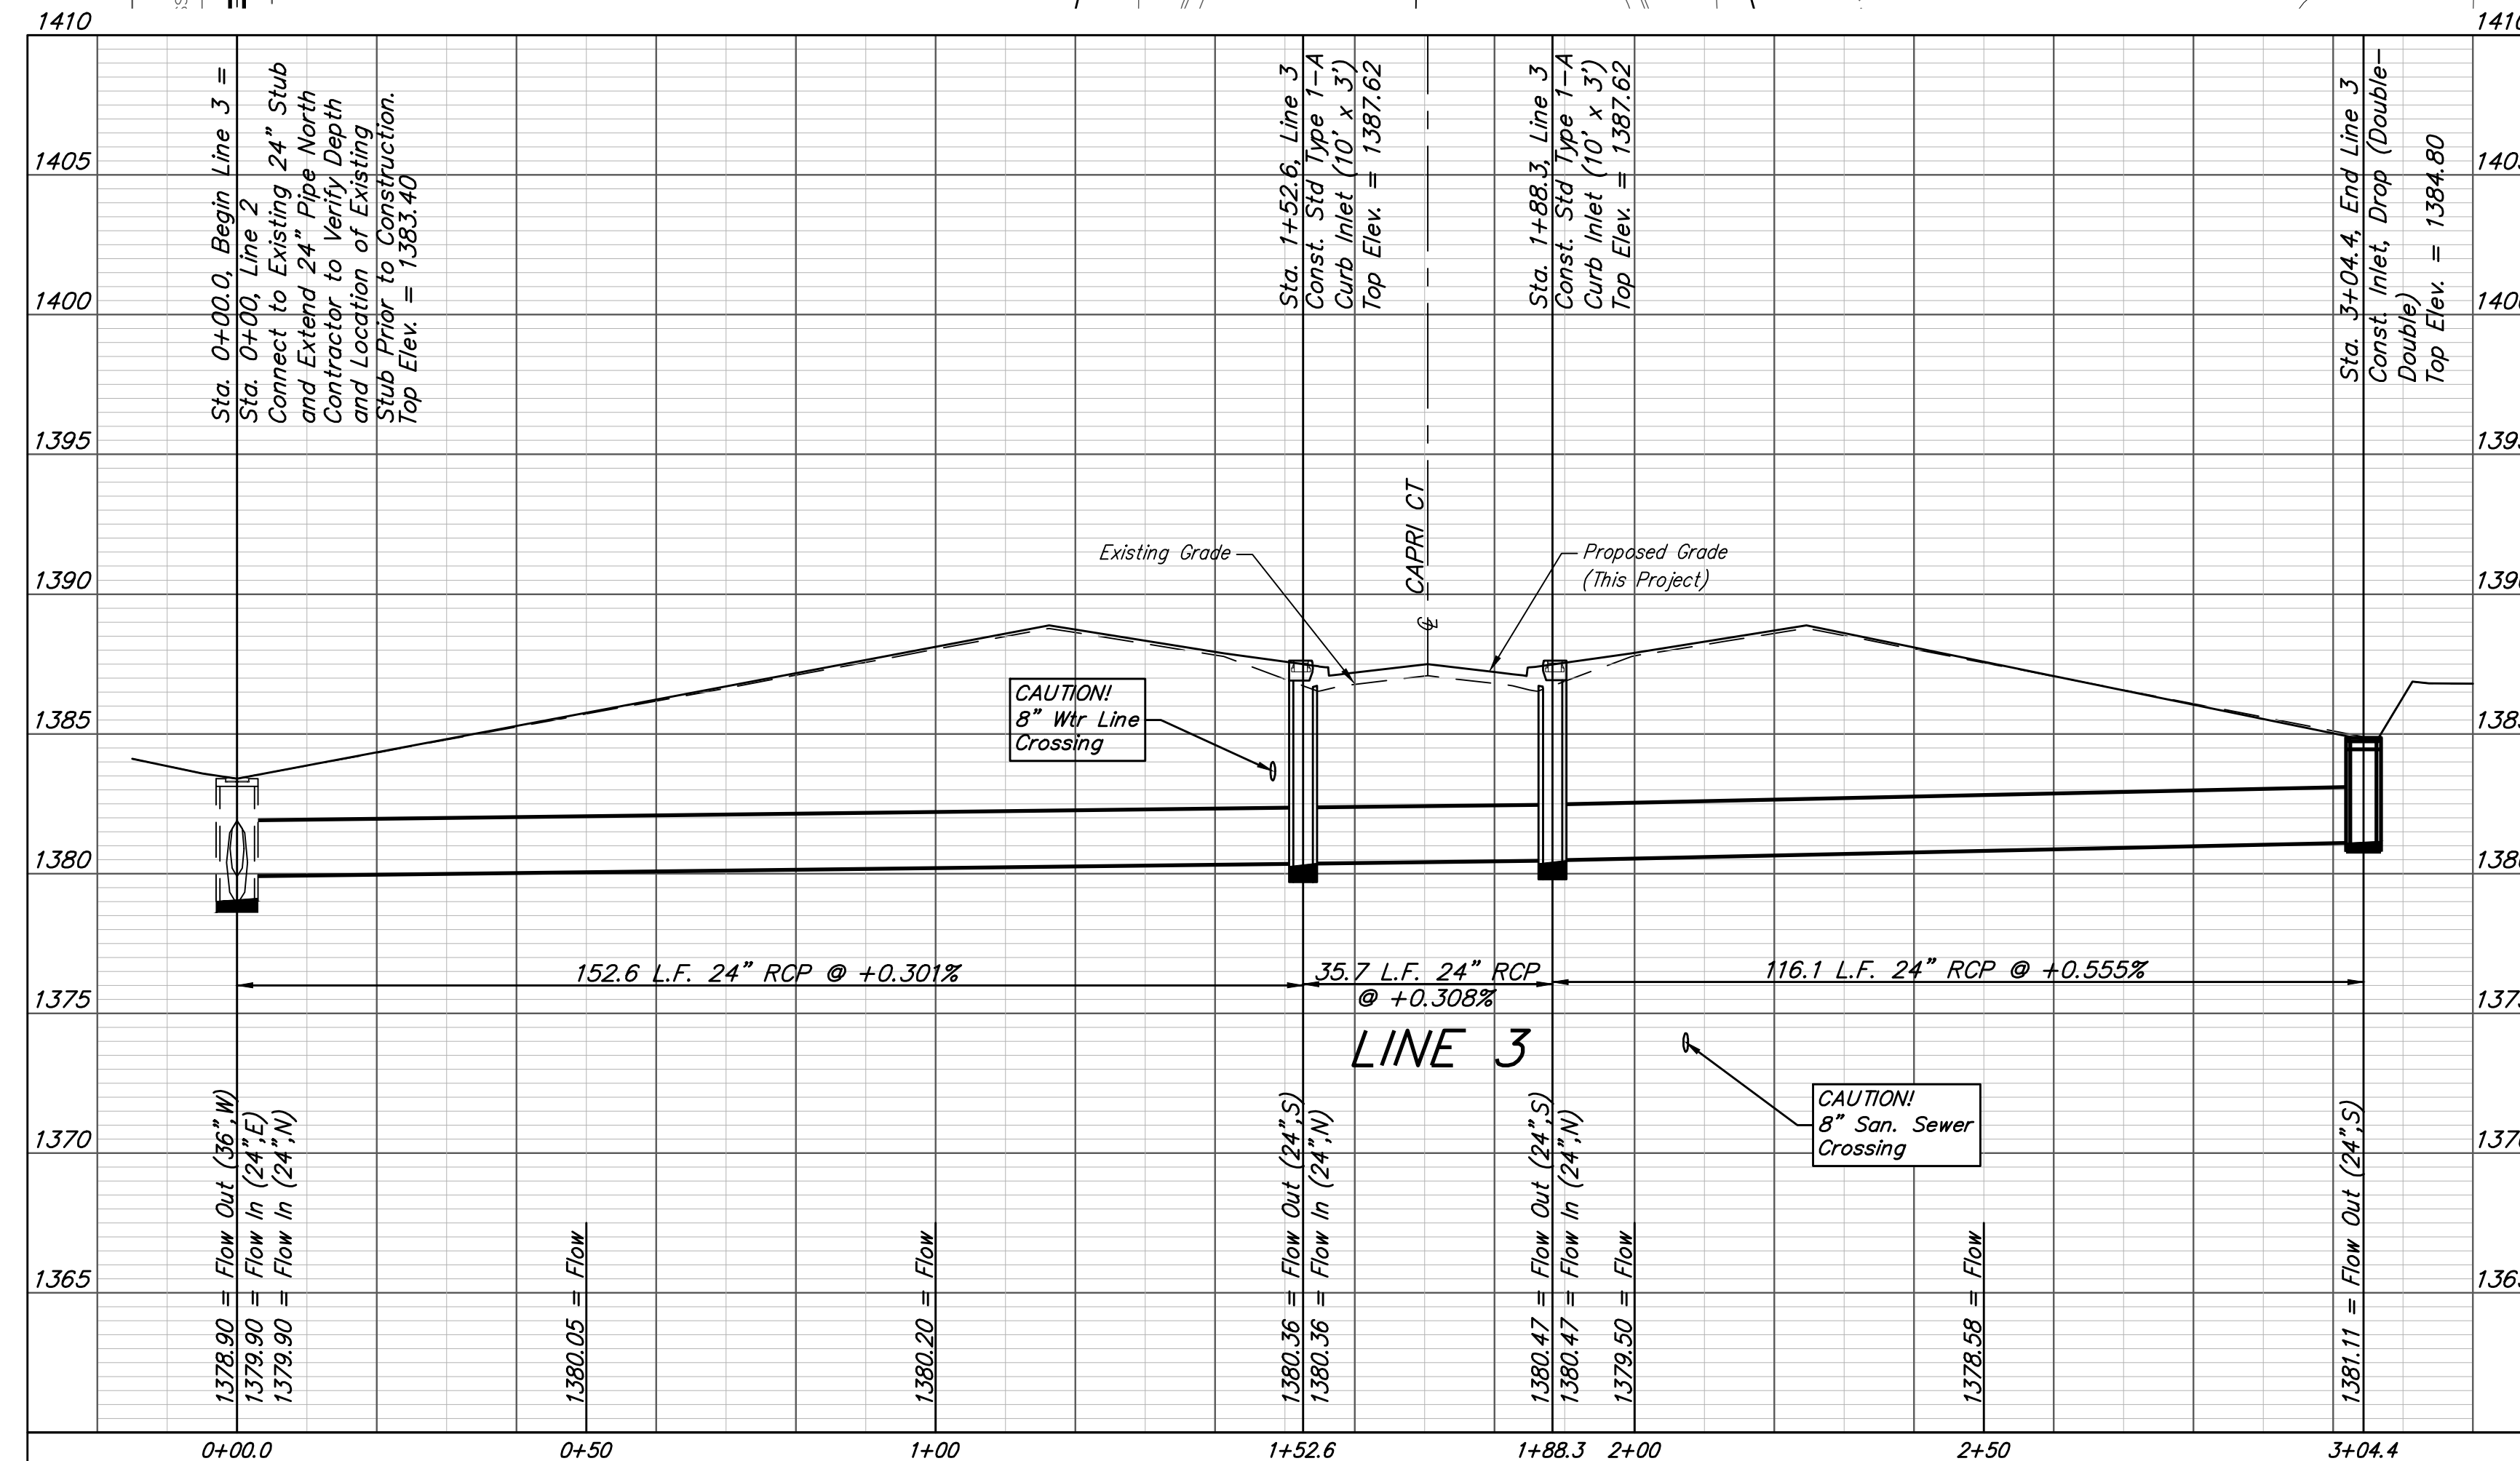 1410
1405
1400
1395
1390
1385
1380
1375
1370
1365
Sta. 0+00.0, Begin Line 3 =
Sta. 0+00, Line 2
Connect to Existing 24" Stub
and Extend 24" Pipe North
Contractor to Verify Depth
and Location of Existing
Stub Prior to Construction.
Top Elev. = 1383.40
Sta. 1+52.6, Line 3
Const. Std Type 1-A
Curb Inlet (10' x 3')
Top Elev. = 1387.62
Sta. 1+88.3, Line 3
Const. Std Type 1-A
Curb Inlet (10' x 3')
Top Elev. = 1387.62
Sta. 3+04.4, End Line 3
Const. Inlet, Drop (Double-
Double)
Top Elev. = 1384.80
℄ CAPRI CT
Existing Grade
Proposed Grade
(This Project)
CAUTION!
8" Wtr Line
Crossing
152.6 L.F. 24" RCP @ +0.301%
35.7 L.F. 24" RCP
@ +0.308%
116.1 L.F. 24" RCP @ +0.555%
LINE 3
CAUTION!
8" San. Sewer
Crossing
1378.90 = Flow Out (36",W)
1379.90 = Flow In (24",E)
1379.90 = Flow In (24",N)
1380.05 = Flow
1380.20 = Flow
1380.36 = Flow Out (24",S)
1380.36 = Flow In (24",N)
1380.47 = Flow Out (24",S)
1380.47 = Flow In (24",N)
1379.50 = Flow
1378.58 = Flow
1381.11 = Flow Out (24",S)
0+00.0
0+50
1+00
1+52.6
1+88.3
2+00
2+50
3+04.4